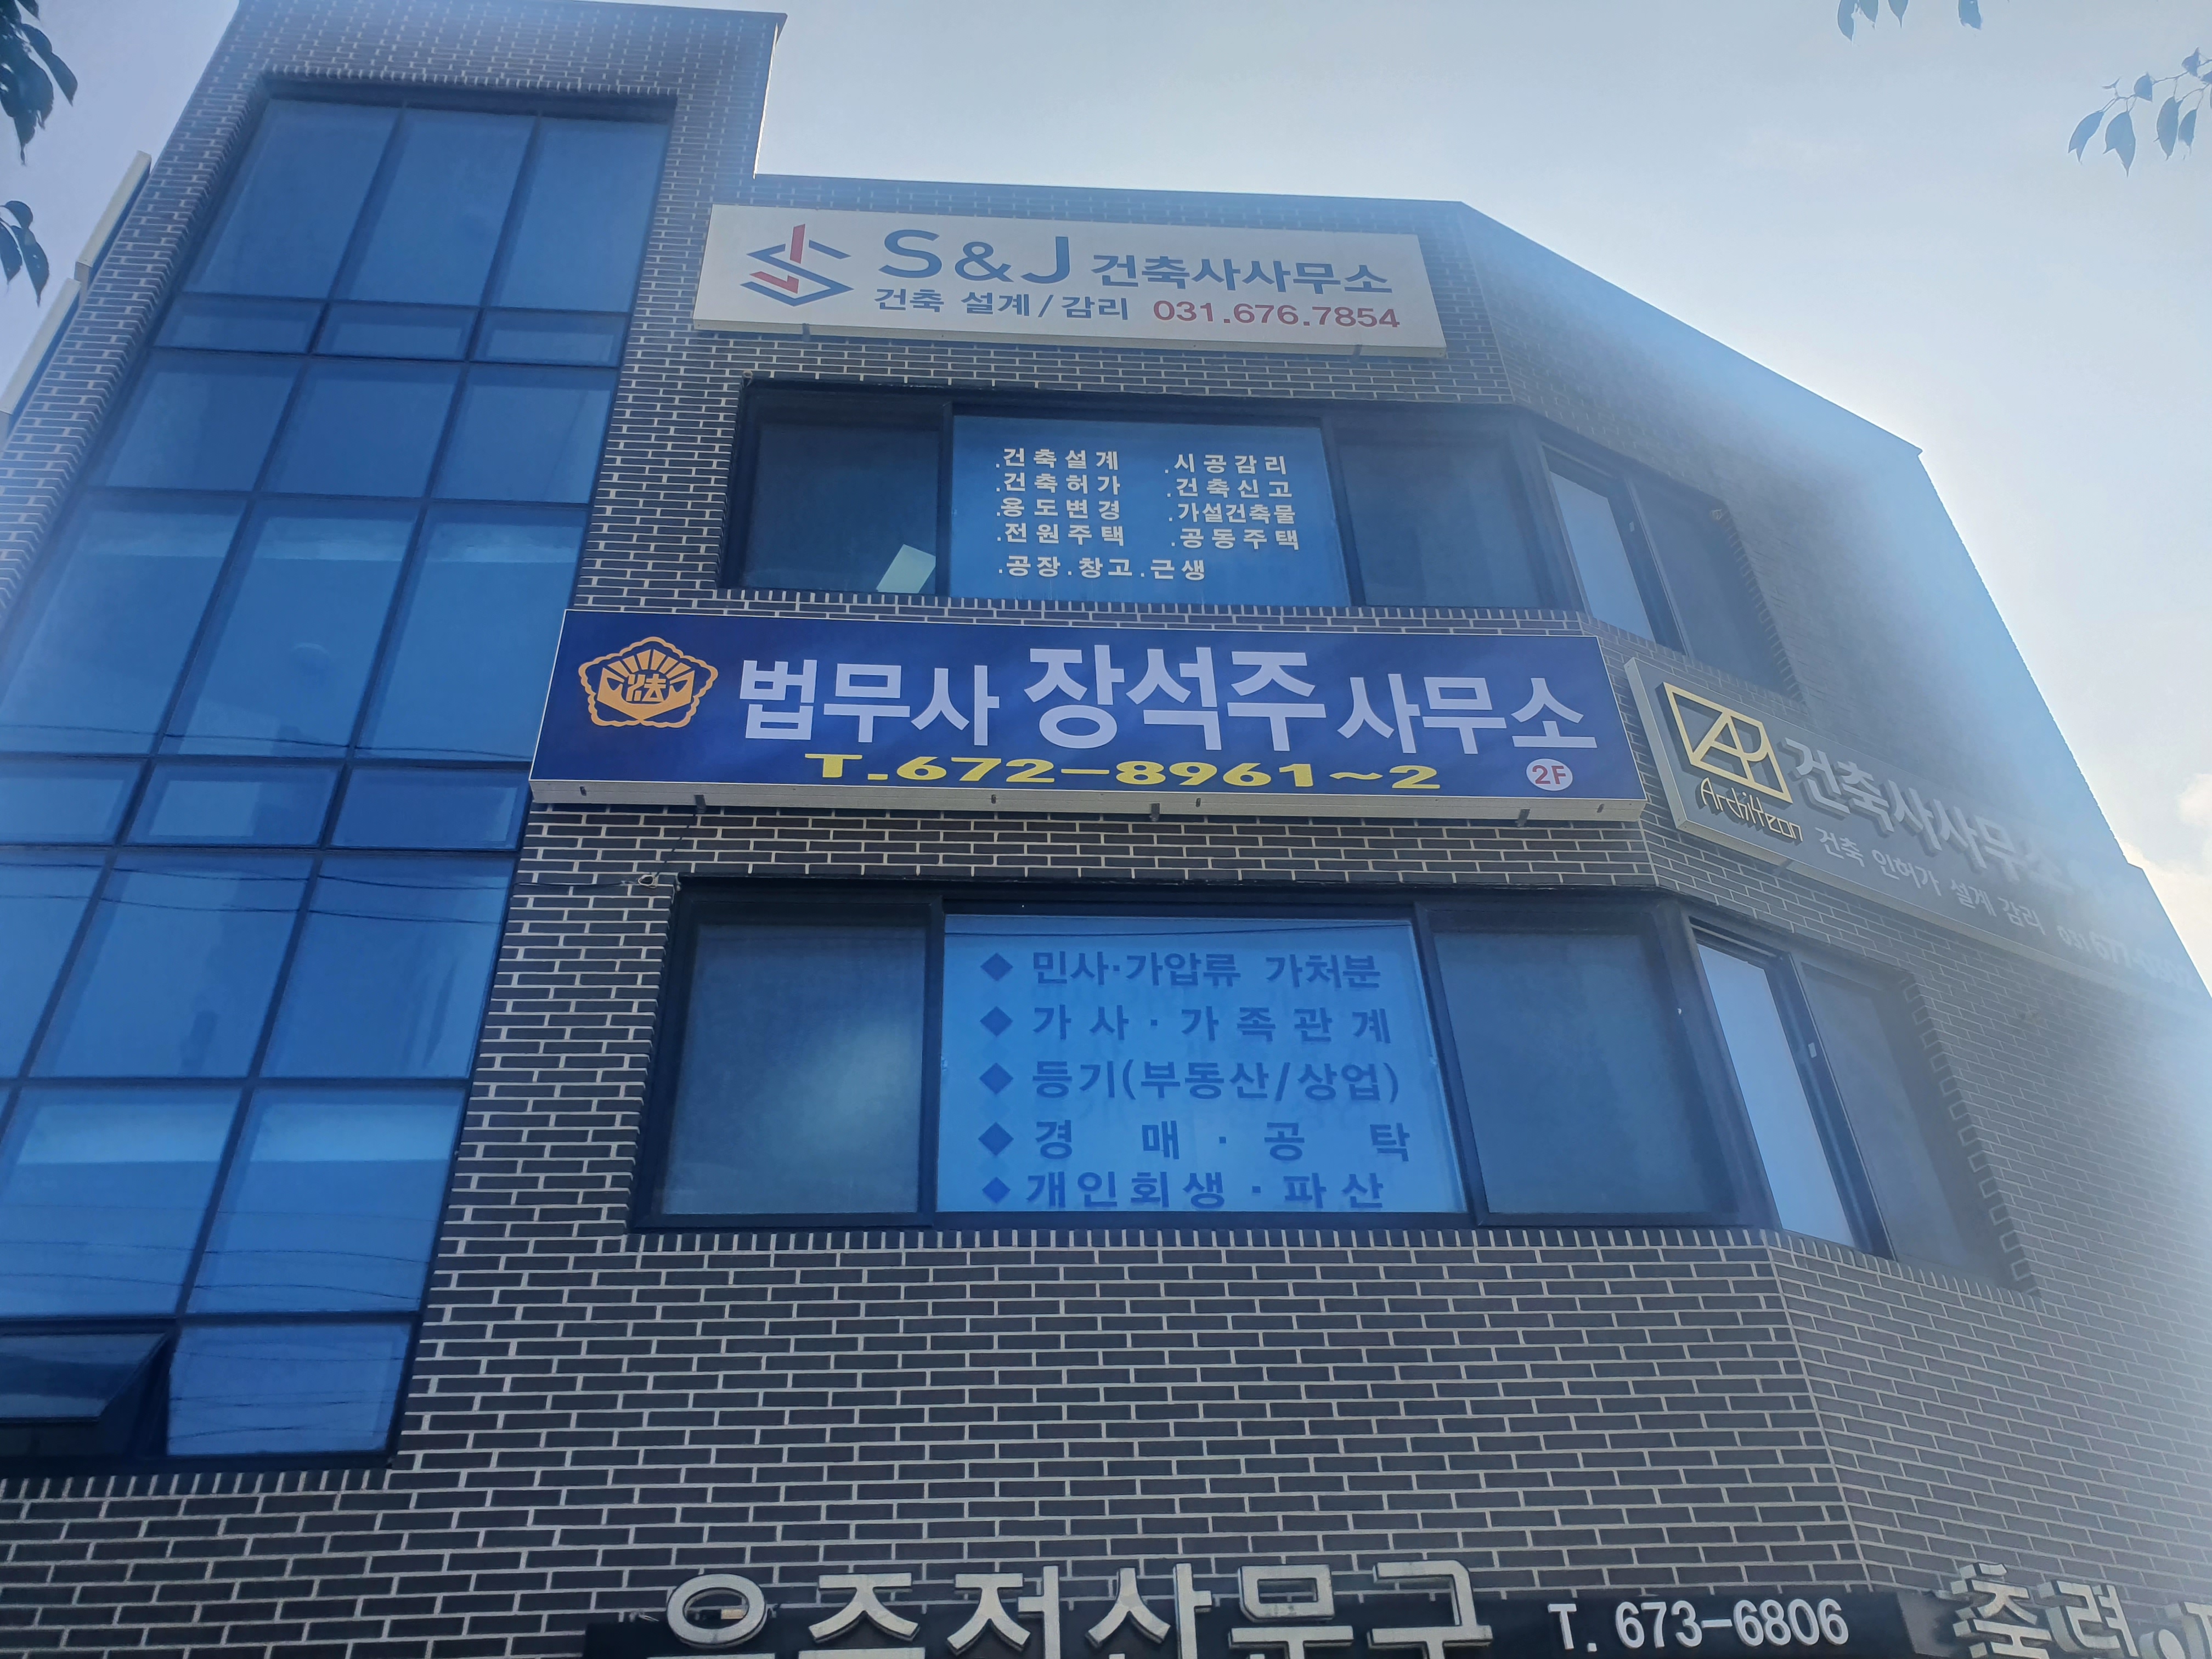 S&J 건축사사무소
건축 설계/감리 031.676.7854
.건축설계 .시공감리
.건축허가 .건축신고
.용도변경 .가설건축물
.전원주택 .공동주택
.공장.창고.근생
法
법무사 장석주 사무소
T.672-8961~2 2F
건축사사무소
Architeon
건축 인허가 설계 감리 031
◆ 민사·가압류 가처분
◆ 가사·가족관계
◆ 등기(부동산/상업)
◆ 경매·공탁
◆ 개인회생·파산
T. 673-6806